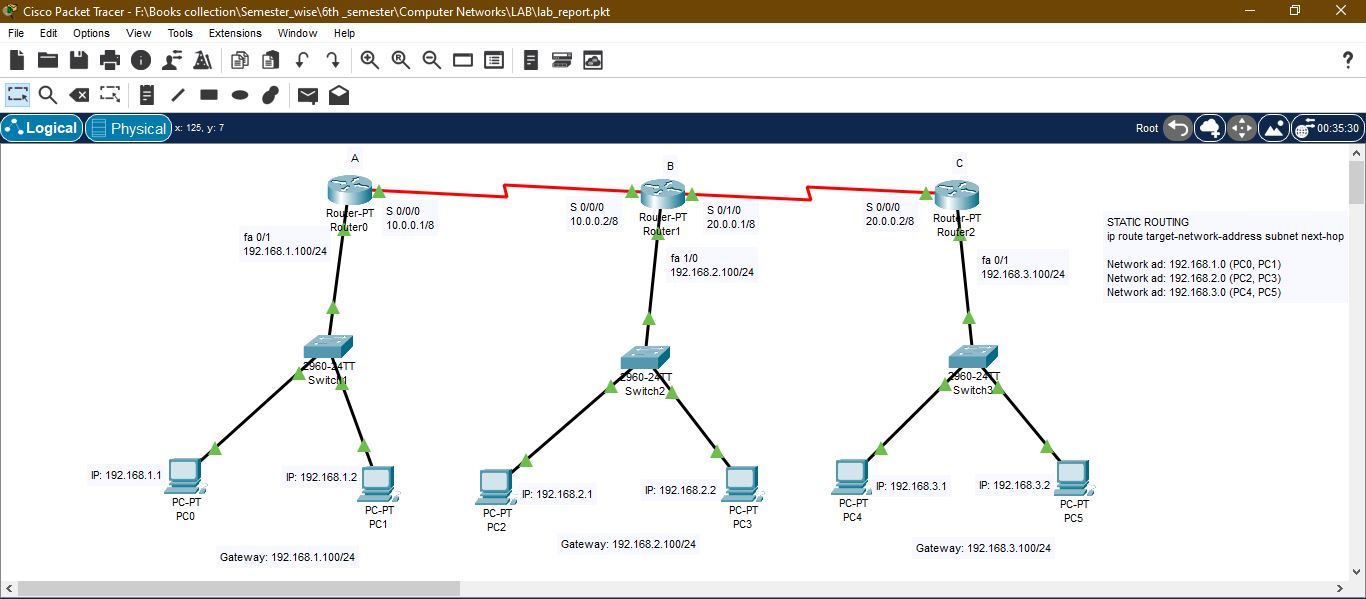 Cisco Packet Tracer - F:\Books collection\Semester_wise\6th _semester\Computer Networks\LAB\lab_report.pkt
File Edit Options View Tools Extensions Window Help
Logical Physical x: 125, y: 7 Root 00:35:30
A
B
C
Router-PT
Router0
S 0/0/0
10.0.0.1/8
fa 0/1
192.168.1.100/24
S 0/0/0
10.0.0.2/8
Router-PT
Router1
S 0/1/0
20.0.0.1/8
fa 1/0
192.168.2.100/24
S 0/0/0
20.0.0.2/8
Router-PT
Router2
fa 0/1
192.168.3.100/24
STATIC ROUTING
ip route target-network-address subnet next-hop
Network ad: 192.168.1.0 (PC0, PC1)
Network ad: 192.168.2.0 (PC2, PC3)
Network ad: 192.168.3.0 (PC4, PC5)
2960-24TT
Switch1
2960-24TT
Switch2
2960-24TT
Switch3
IP: 192.168.1.1
PC-PT
PC0
IP: 192.168.1.2
PC-PT
PC1
IP: 192.168.2.1
PC-PT
PC2
IP: 192.168.2.2
PC-PT
PC3
IP: 192.168.3.1
PC-PT
PC4
IP: 192.168.3.2
PC-PT
PC5
Gateway: 192.168.1.100/24
Gateway: 192.168.2.100/24
Gateway: 192.168.3.100/24